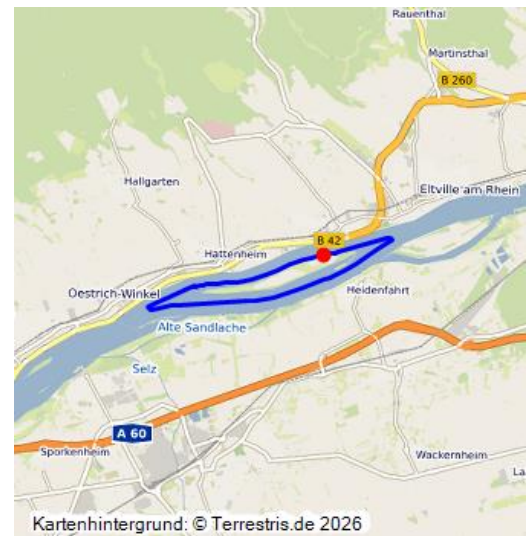 Rauenthal
Martinsthal
B 260
Hallgarten
Eltville am Rhein
B 42
Hattenheim
Oestrich-Winkel
Heidenfahrt
Alte Sandlache
Selz
A 60
Sporkenheim
Wackernheim
La
Kartenhintergrund: © Terrestris.de 2026